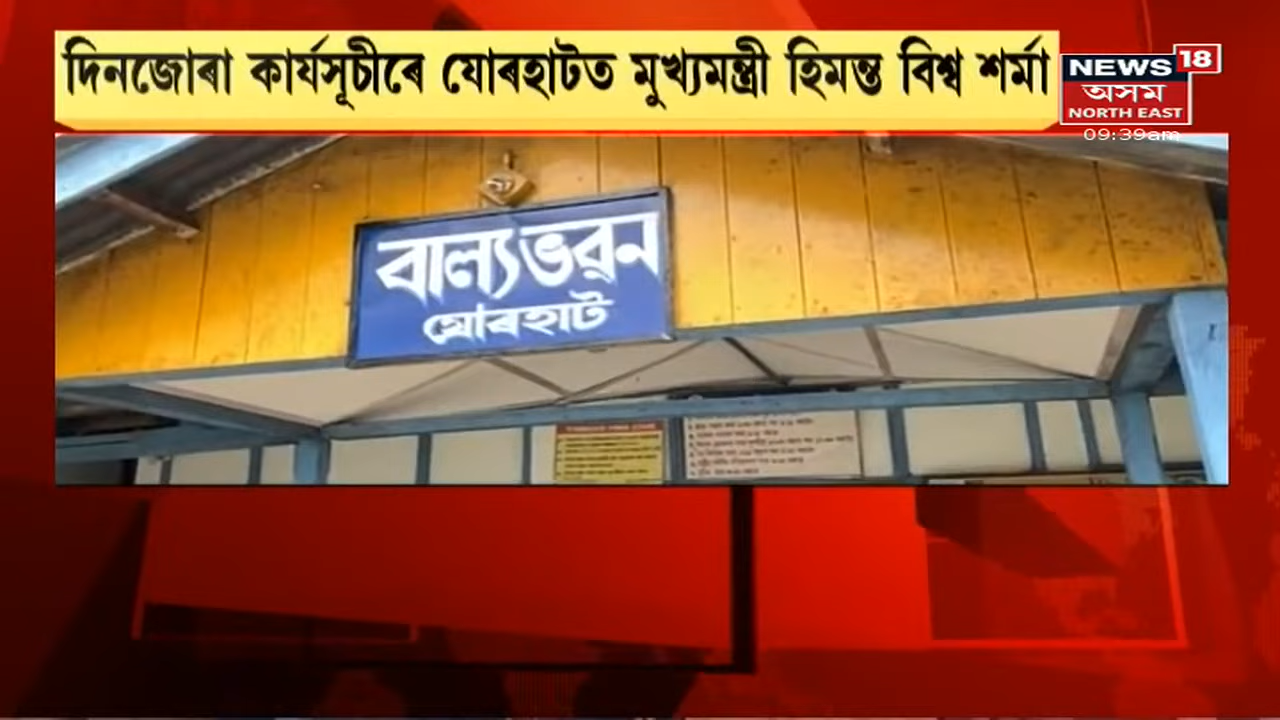 দিনজোৰা কাৰ্যসূচীৰে যোৰহাটত মুখ্যমন্ত্ৰী হিমন্ত বিশ্ব শৰ্মা
NEWS 18
অসম
NORTH EAST
09:39am
বাল্যভৱন
যোৰহাট